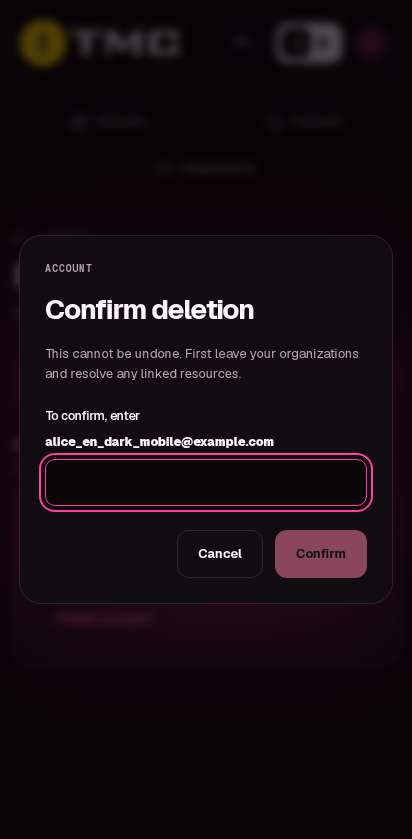 TMC
ACCOUNT
Confirm deletion
This cannot be undone. First leave your organizations
and resolve any linked resources.
To confirm, enter
alice_en_dark_mobile@example.com
Cancel
Confirm